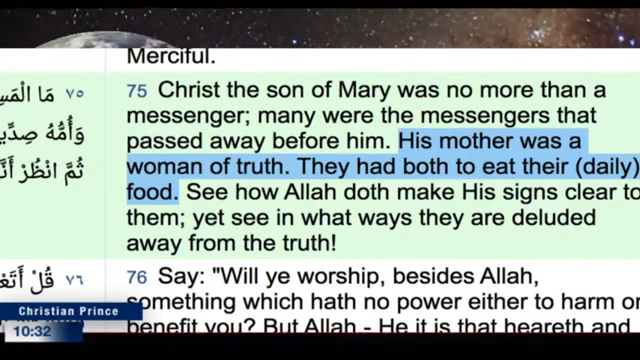 Merciful.
٧٥ مَا الْمَسِ
75 Christ the son of Mary was no more than a
messenger; many were the messengers that
وَأُمُّهُ صِدِّي
passed away before him. His mother was a
woman of truth. They had both to eat their (daily)
ثُمَّ انْظُرْ أَنَّ
food. See how Allah doth make His signs clear to
them; yet see in what ways they are deluded
away from the truth!
٧٦ قُلْ أَتَعْ
76 Say: "Will ye worship, besides Allah,
something which hath no power either to harm or
benefit you? But Allah - He it is that heareth and
Christian Prince
10:32